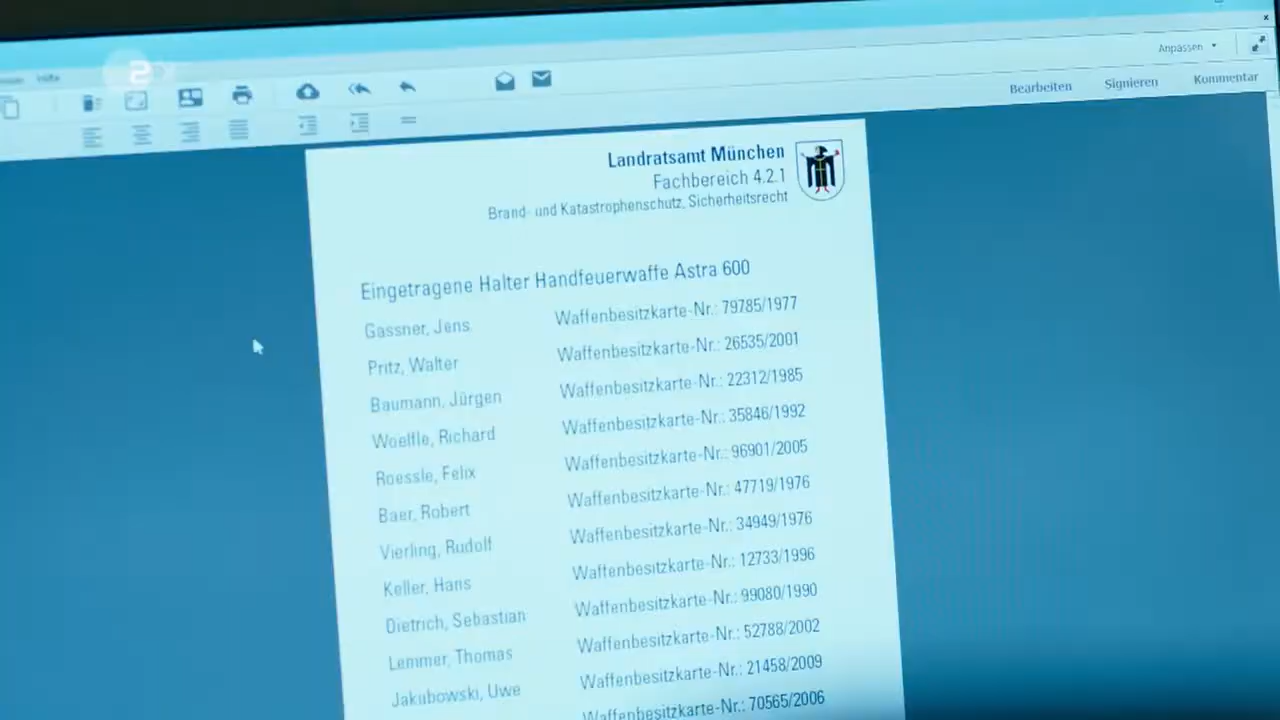 Hilfe
Anpassen
Bearbeiten Signieren Kommentar
Landratsamt München
Fachbereich 4.2.1
Brand- und Katastrophenschutz, Sicherheitsrecht
Eingetragene Halter Handfeuerwaffe Astra 600
Gassner, Jens Waffenbesitzkarte-Nr.: 79785/1977
Pritz, Walter Waffenbesitzkarte-Nr.: 26535/2001
Baumann, Jürgen Waffenbesitzkarte-Nr.: 22312/1985
Woelfle, Richard Waffenbesitzkarte-Nr.: 35846/1992
Roessle, Felix Waffenbesitzkarte-Nr.: 96901/2005
Baer, Robert Waffenbesitzkarte-Nr.: 47719/1976
Vierling, Rudolf Waffenbesitzkarte-Nr.: 34949/1976
Keller, Hans Waffenbesitzkarte-Nr.: 12733/1996
Dietrich, Sebastian Waffenbesitzkarte-Nr.: 99080/1990
Lemmer, Thomas Waffenbesitzkarte-Nr.: 52788/2002
Jakubowski, Uwe Waffenbesitzkarte-Nr.: 21458/2009
Waffenbesitzkarte-Nr.: 70565/2006